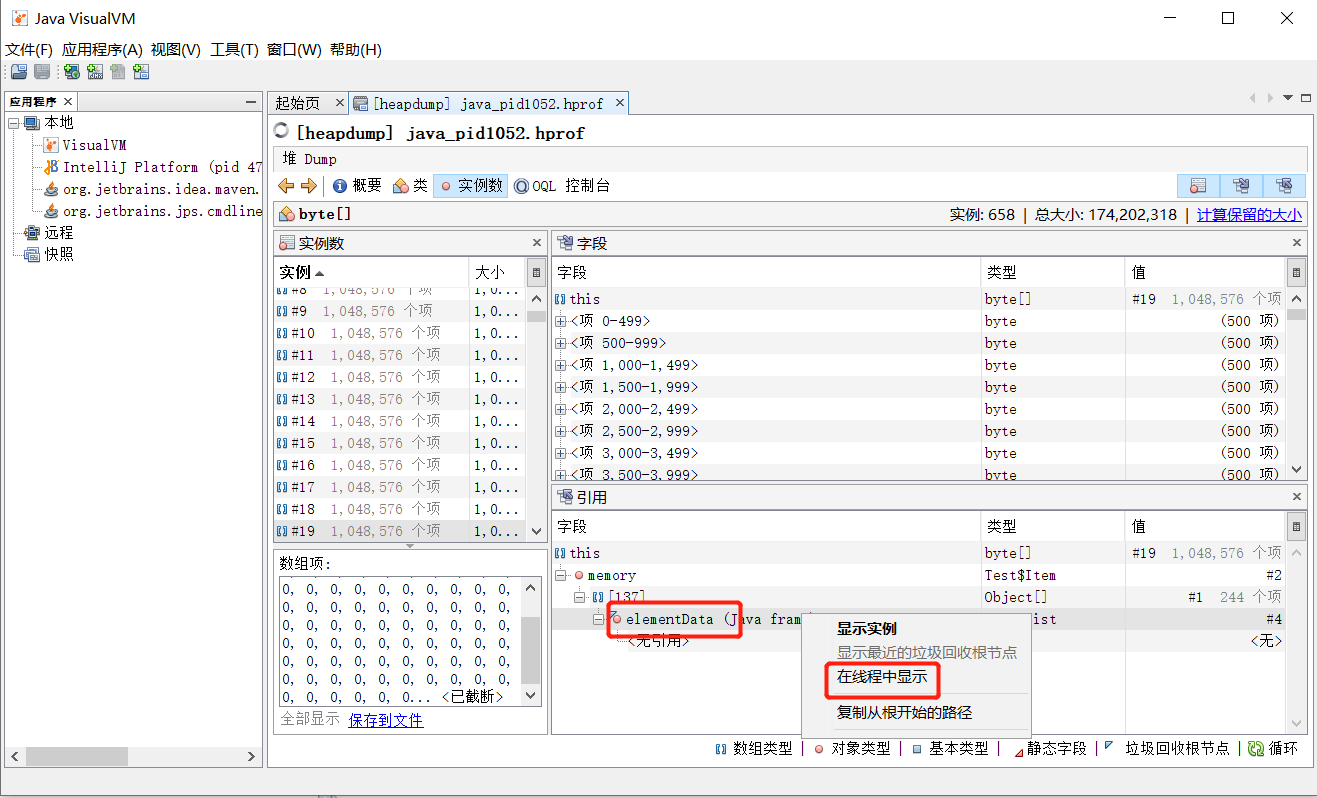 Java VisualVM
文件(F) 应用程序(A) 视图(V) 工具(T) 窗口(W) 帮助(H)
应用程序 ×
本地
VisualVM
IntelliJ Platform (pid 47
org.jetbrains.idea.maven.
org.jetbrains.jps.cmdline
远程
快照
起始页 × [heapdump] java_pid1052.hprof ×
[heapdump] java_pid1052.hprof
堆 Dump
概要 类 实例数 OQL 控制台
byte[] 实例: 658 | 总大小: 174,202,318 | 计算保留的大小
实例数 ×
实例 大小
#8 1,048,576 个项 1,0...
#9 1,048,576 个项 1,0...
#10 1,048,576 个项 1,0...
#11 1,048,576 个项 1,0...
#12 1,048,576 个项 1,0...
#13 1,048,576 个项 1,0...
#14 1,048,576 个项 1,0...
#15 1,048,576 个项 1,0...
#16 1,048,576 个项 1,0...
#17 1,048,576 个项 1,0...
#18 1,048,576 个项 1,0...
#19 1,048,576 个项 1,0...
数组项:
0, 0, 0, 0, 0, 0, 0, 0, 0, 0,
0, 0, 0, 0, 0, 0, 0, 0, 0, 0,
0, 0, 0, 0, 0, 0, 0, 0, 0, 0,
0, 0, 0, 0, 0, 0, 0, 0, 0, 0,
0, 0, 0, 0, 0, 0, 0, 0, 0, 0,
0, 0, 0, 0, 0, 0, 0, 0, 0, 0,
0, 0, 0, 0, 0, 0... <已截断>
全部显示 保存到文件
字段 ×
字段 类型 值
this byte[] #19 1,048,576 个项
<项 0-499> byte (500 项)
<项 500-999> byte (500 项)
<项 1,000-1,499> byte (500 项)
<项 1,500-1,999> byte (500 项)
<项 2,000-2,499> byte (500 项)
<项 2,500-2,999> byte (500 项)
<项 3,000-3,499> byte (500 项)
<项 3,500-3,999> byte (500 项)
引用 ×
字段 类型 值
this byte[] #19 1,048,576 个项
memory Test$Item #2
[137] Object[] #1 244 个项
elementData (Java fram ist #4
<无引用> <无>
显示实例
显示最近的垃圾回收根节点
在线程中显示
复制从根开始的路径
数组类型 | 对象类型 | 基本类型 | 静态字段 | 垃圾回收根节点 | 循环